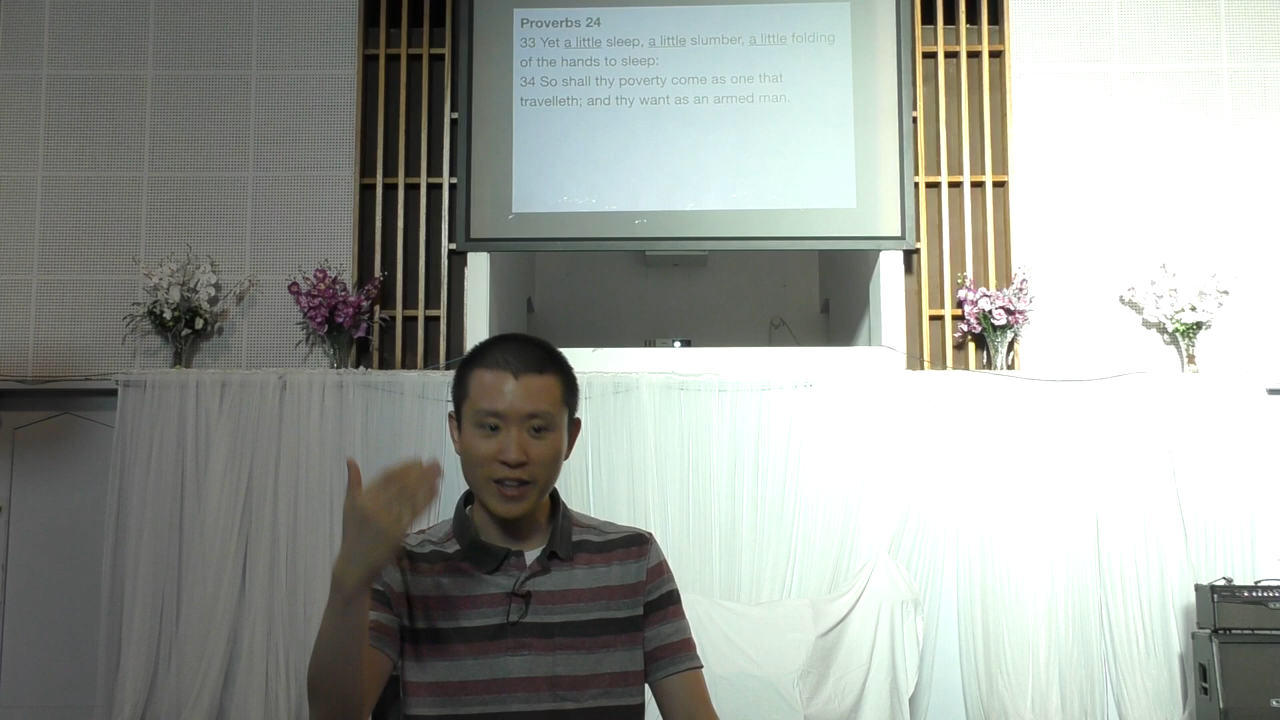 Proverbs 24
33 Yet a little sleep, a little slumber, a little folding
of the hands to sleep:
34 So shall thy poverty come as one that
travelleth; and thy want as an armed man.